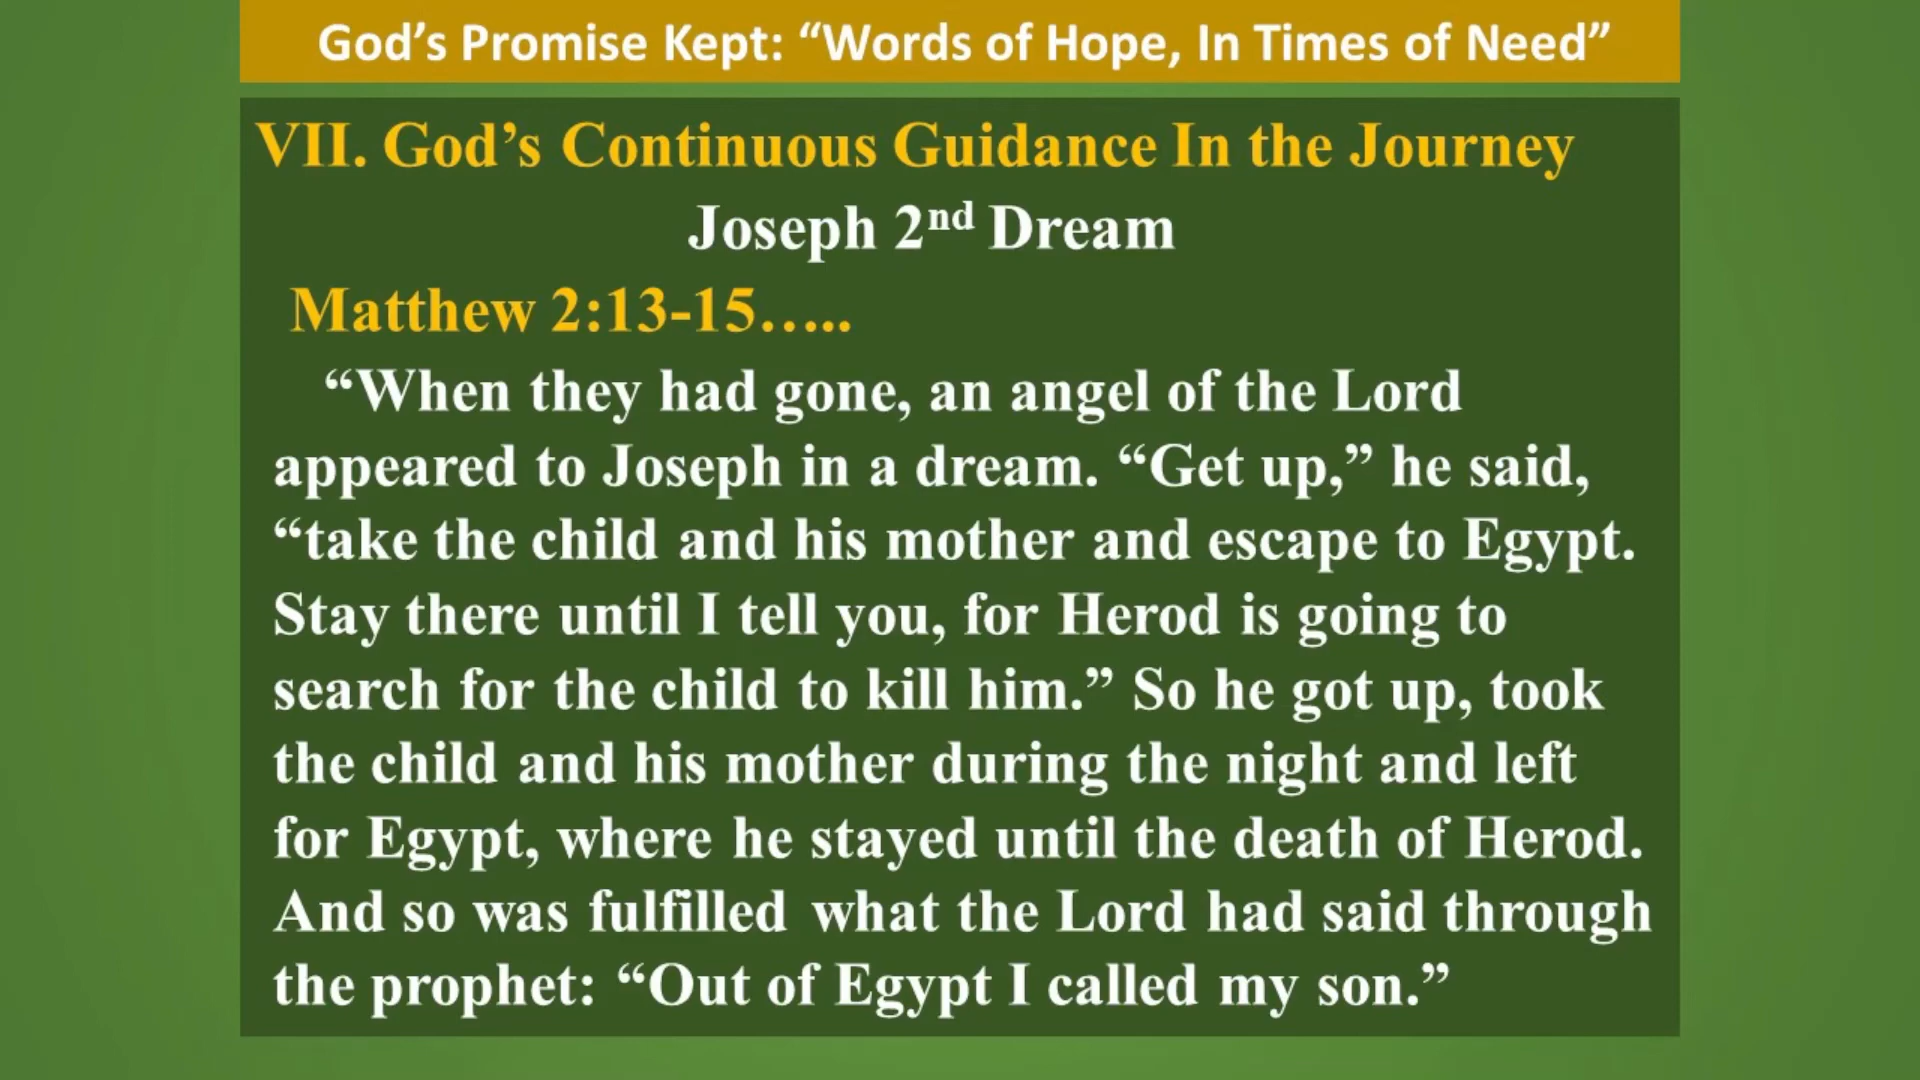 God’s Promise Kept: “Words of Hope, In Times of Need”
VII. God’s Continuous Guidance In the Journey
Joseph 2nd Dream
Matthew 2:13-15…..
“When they had gone, an angel of the Lord
appeared to Joseph in a dream. “Get up,” he said,
“take the child and his mother and escape to Egypt.
Stay there until I tell you, for Herod is going to
search for the child to kill him.” So he got up, took
the child and his mother during the night and left
for Egypt, where he stayed until the death of Herod.
And so was fulfilled what the Lord had said through
the prophet: “Out of Egypt I called my son.”